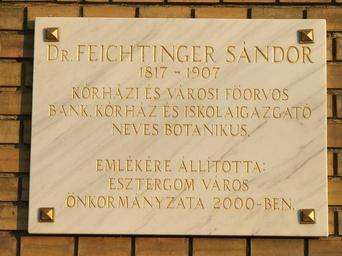 DR. FEICHTINGER SÁNDOR
1817 - 1907
KÓRHÁZI ÉS VÁROSI FŐORVOS
BANK, KÓRHÁZ ÉS ISKOLAIGAZGATÓ
NEVES BOTANIKUS.
EMLÉKÉRE ÁLLÍTOTTA:
ESZTERGOM VÁROS
ÖNKORMÁNYZATA 2000-BEN.